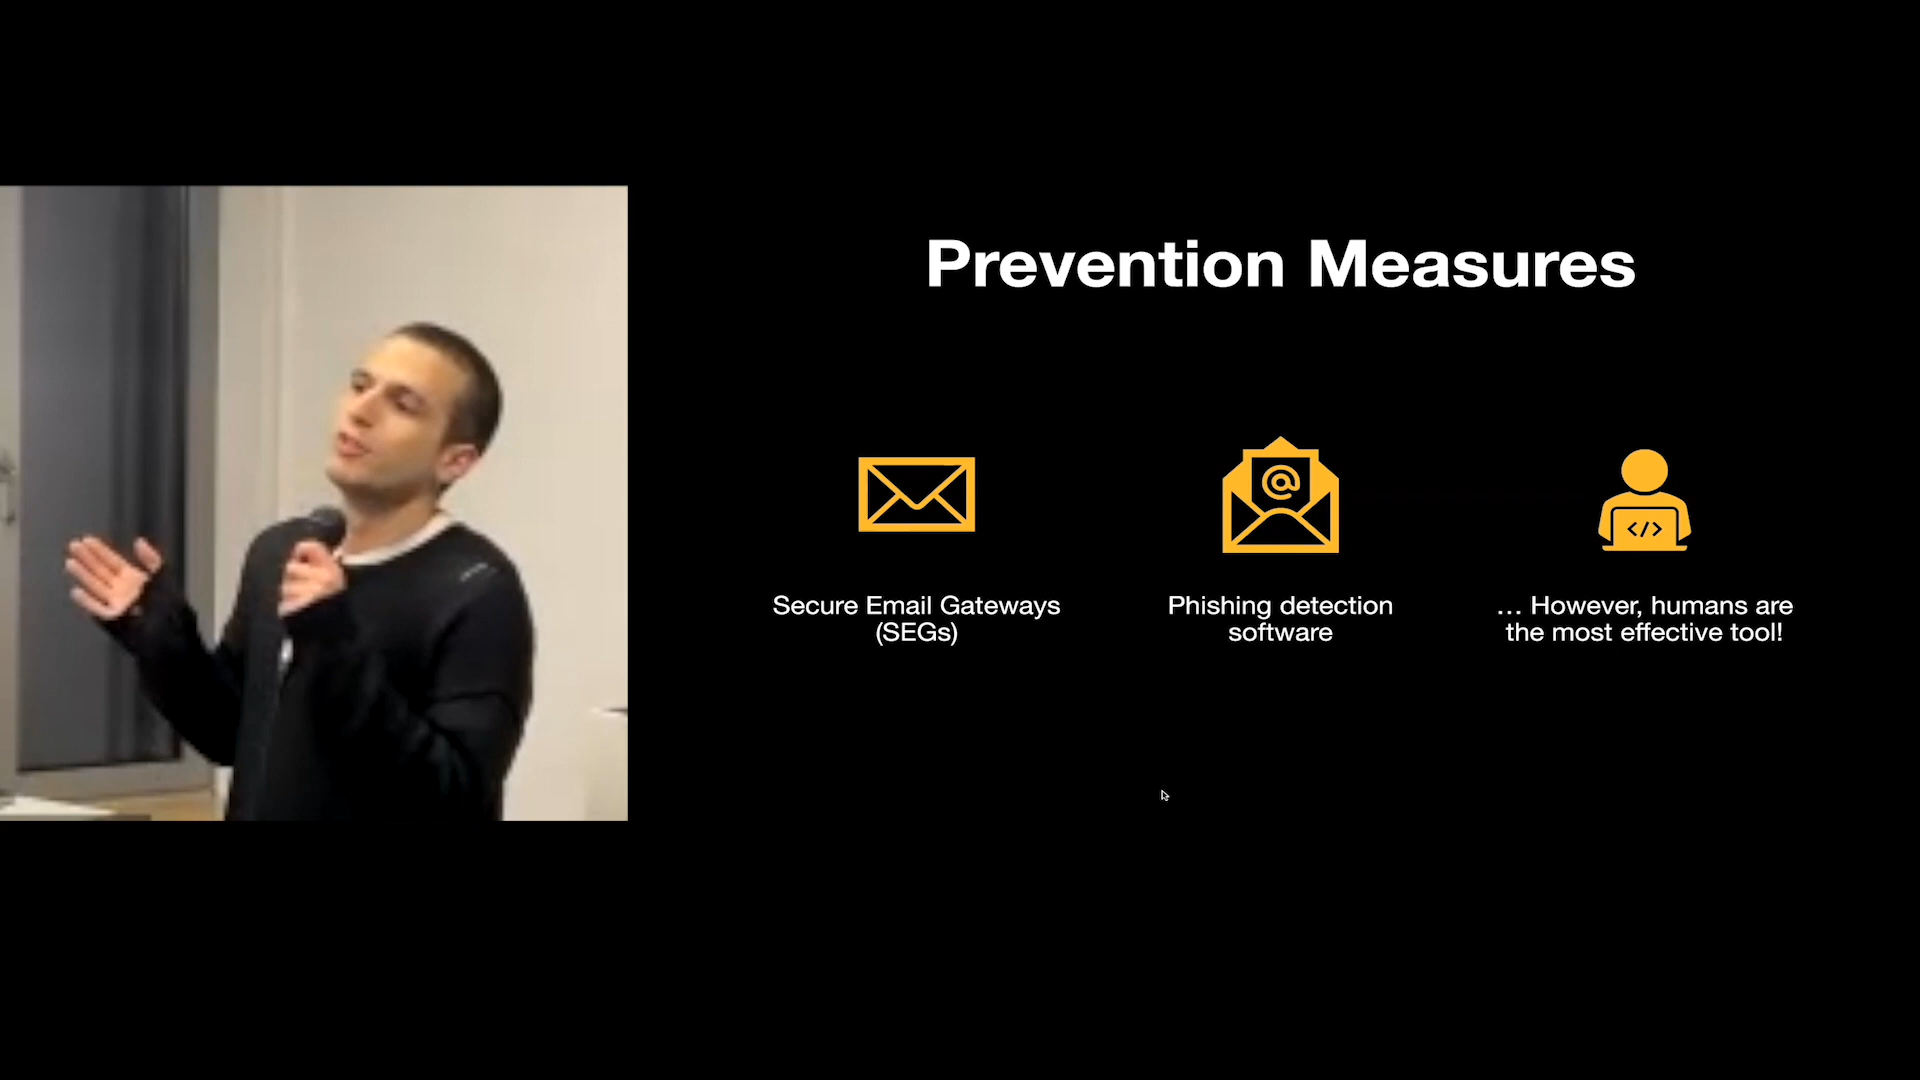 Prevention Measures
Secure Email Gateways
(SEGs)
Phishing detection
software
</>
… However, humans are
the most effective tool!